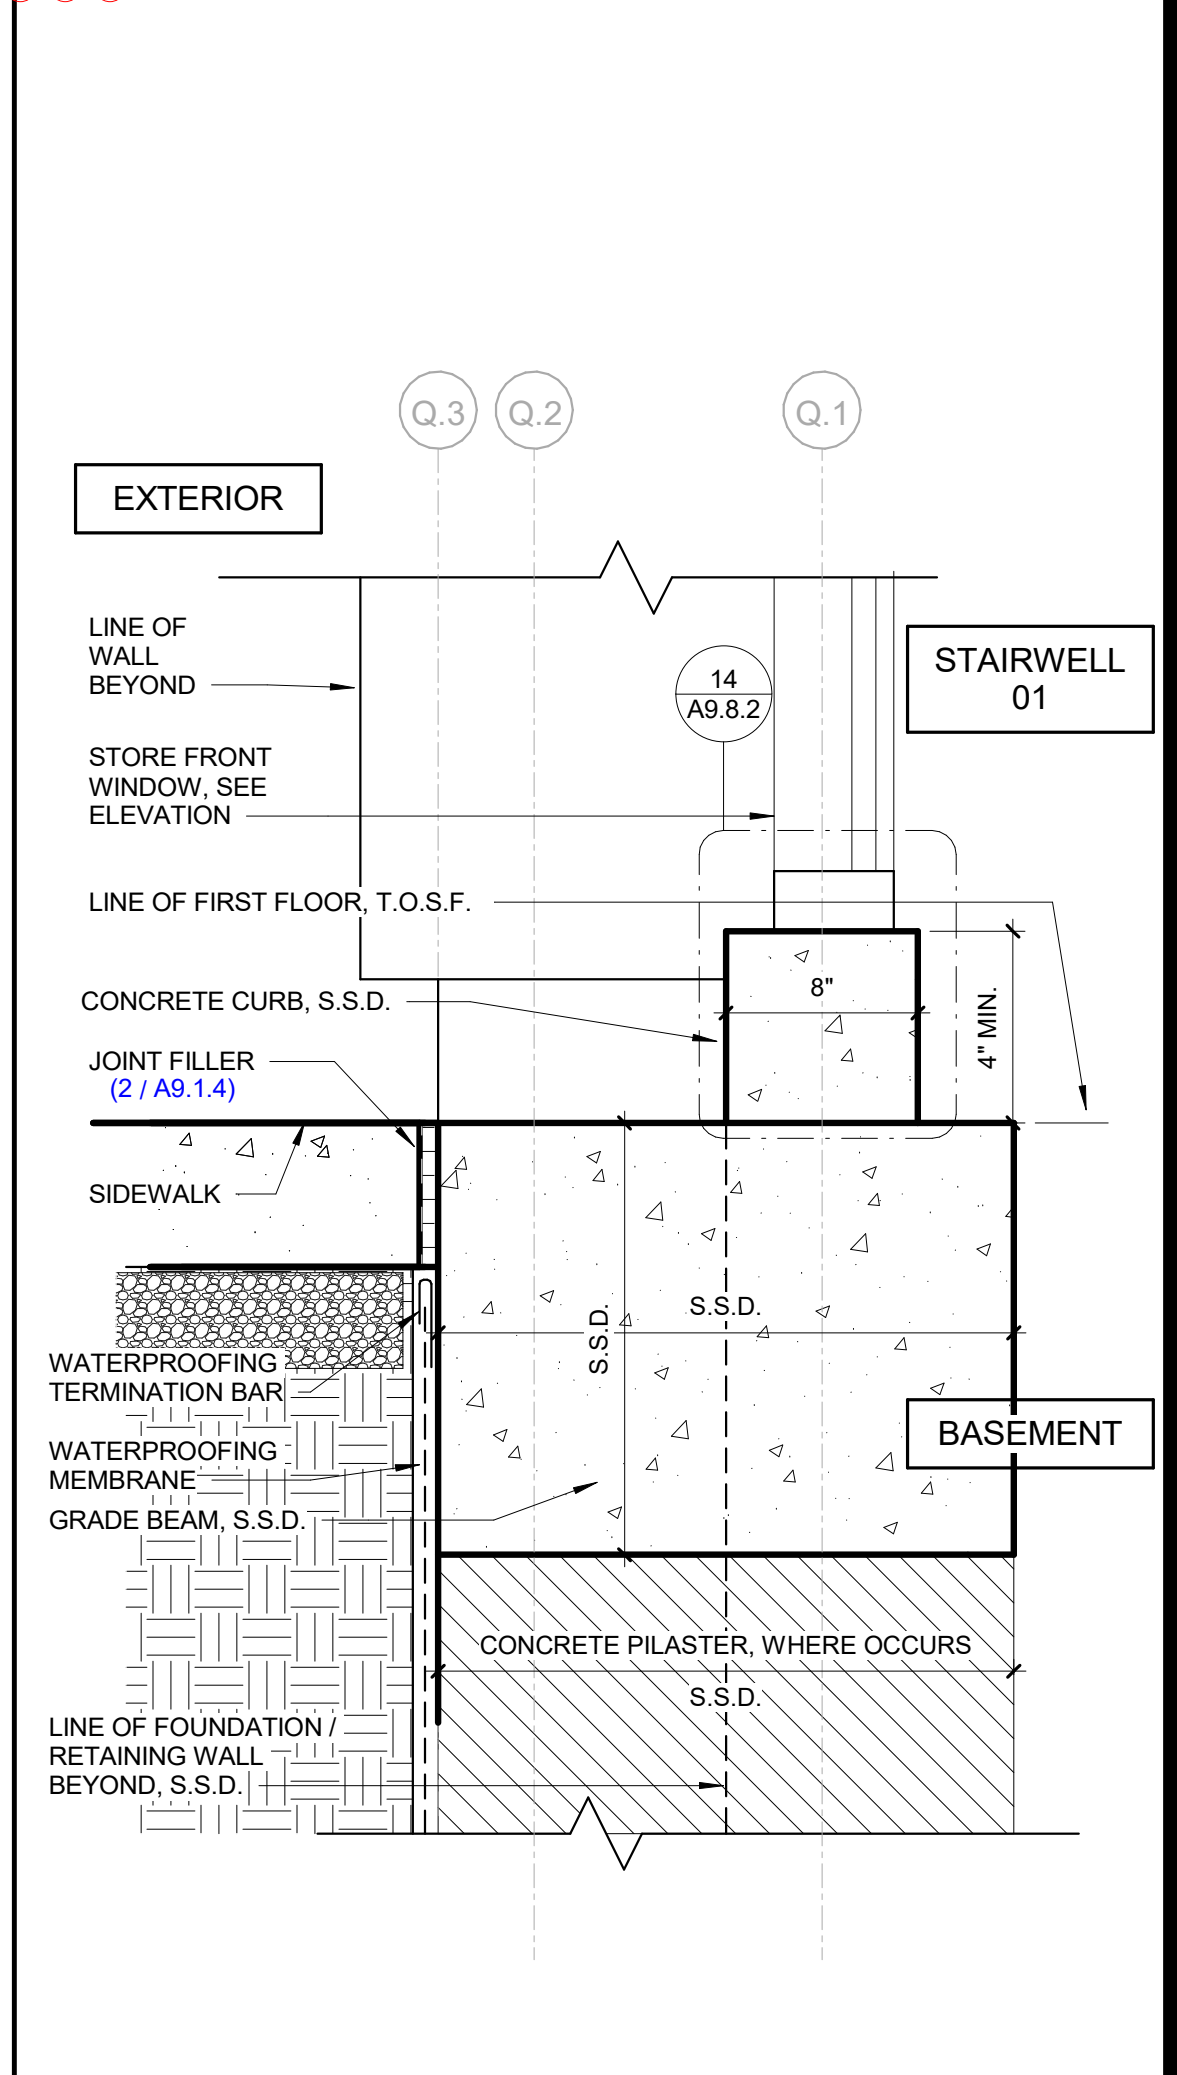 Q.3
Q.2
Q.1
EXTERIOR
LINE OF
WALL
BEYOND
STAIRWELL
01
14
A9.8.2
STORE FRONT
WINDOW, SEE
ELEVATION
LINE OF FIRST FLOOR, T.O.S.F.
8"
4" MIN.
CONCRETE CURB, S.S.D.
JOINT FILLER
(2 / A9.1.4)
SIDEWALK
S.S.D.
S.S.D.
WATERPROOFING
TERMINATION BAR
BASEMENT
WATERPROOFING
MEMBRANE
GRADE BEAM, S.S.D.
CONCRETE PILASTER, WHERE OCCURS
S.S.D.
LINE OF FOUNDATION /
RETAINING WALL
BEYOND, S.S.D.